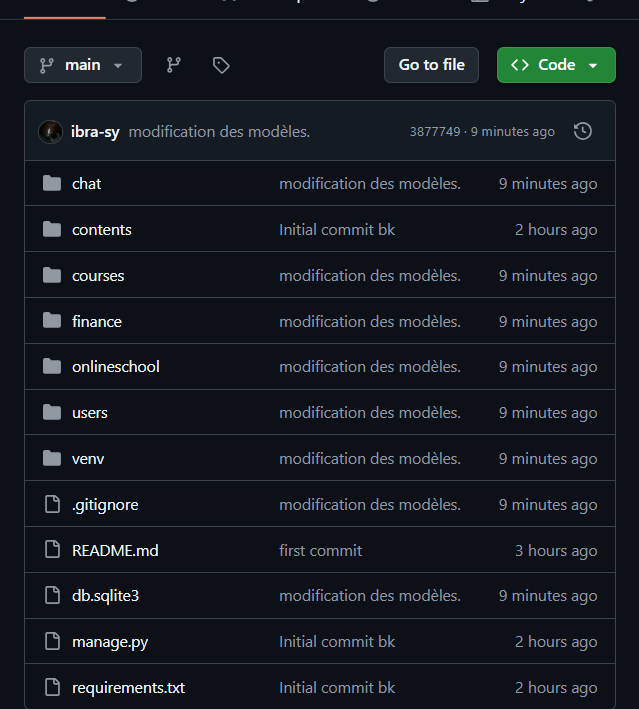 main
Go to file
Code
ibra-sy modification des modèles. 3877749 · 9 minutes ago
chat modification des modèles. 9 minutes ago
contents Initial commit bk 2 hours ago
courses modification des modèles. 9 minutes ago
finance modification des modèles. 9 minutes ago
onlineschool modification des modèles. 9 minutes ago
users modification des modèles. 9 minutes ago
venv modification des modèles. 9 minutes ago
.gitignore modification des modèles. 9 minutes ago
README.md first commit 3 hours ago
db.sqlite3 modification des modèles. 9 minutes ago
manage.py Initial commit bk 2 hours ago
requirements.txt Initial commit bk 2 hours ago